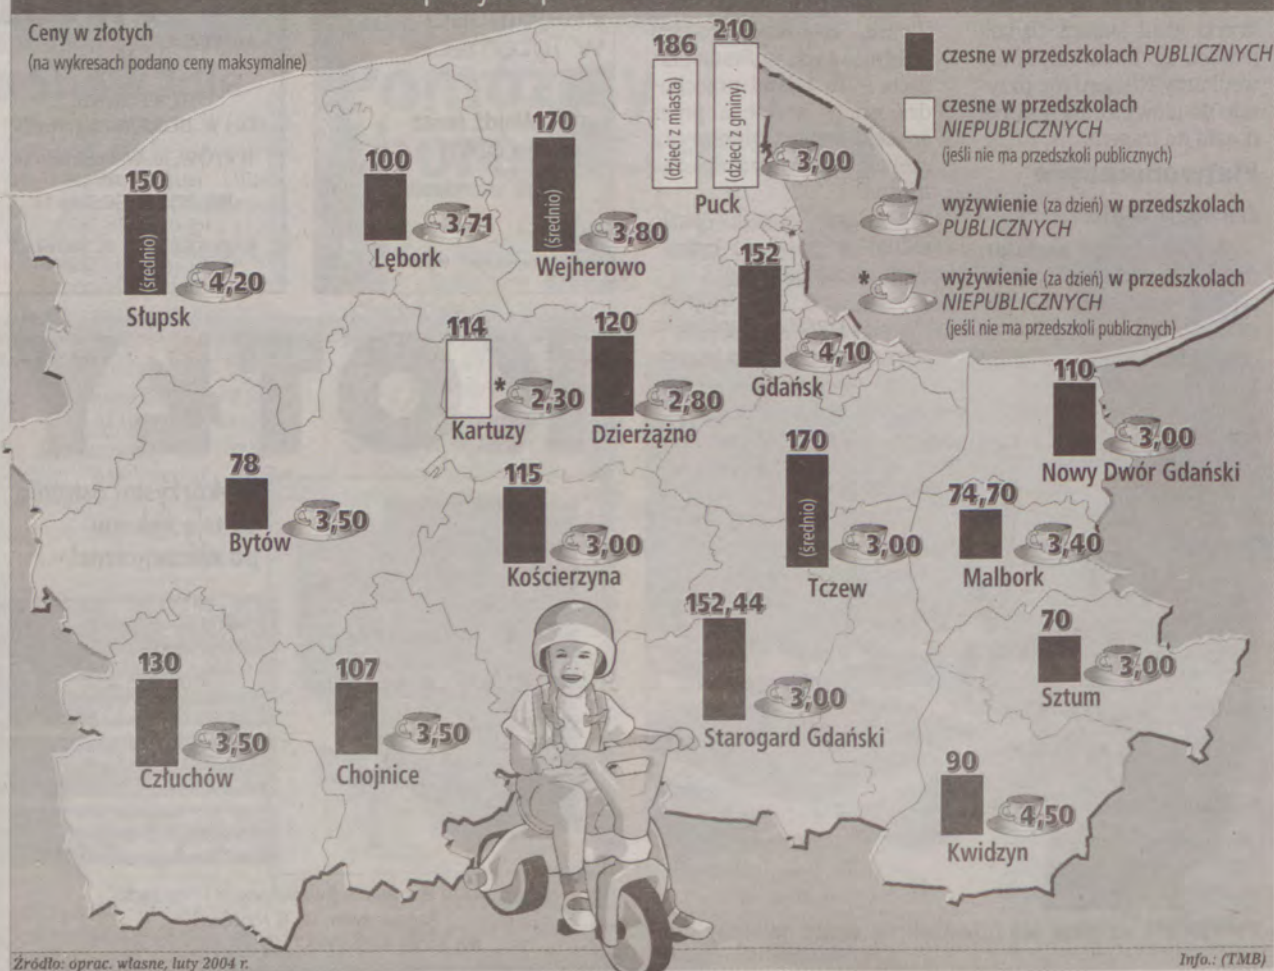 Ceny w złotych
(na wykresach podano ceny maksymalne)
czesne w przedszkolach PUBLICZNYCH
czesne w przedszkolach
NIEPUBLICZNYCH
(jeśli nie ma przedszkoli publicznych)
wyżywienie (za dzień) w przedszkolach
PUBLICZNYCH
* wyżywienie (za dzień) w przedszkolach
NIEPUBLICZNYCH
(jeśli nie ma przedszkoli publicznych)
186
(dzieci z miasta)
210
(dzieci z gminy)
* 3,00
Puck
170
(średnio)
3,80
Wejherowo
100
3,71
Lębork
150
(średnio)
4,20
Słupsk
152
4,10
Gdańsk
114
* 2,30
Kartuzy
120
2,80
Dzierżążno
110
3,00
Nowy Dwór Gdański
78
3,50
Bytów
115
3,00
Kościerzyna
170
(średnio)
3,00
Tczew
74,70
3,40
Malbork
152,44
3,00
Starogard Gdański
70
3,00
Sztum
130
3,50
Człuchów
107
3,50
Chojnice
90
4,50
Kwidzyn
Źródło: oprac. własne, luty 2004 r.
Info.: (TMB)